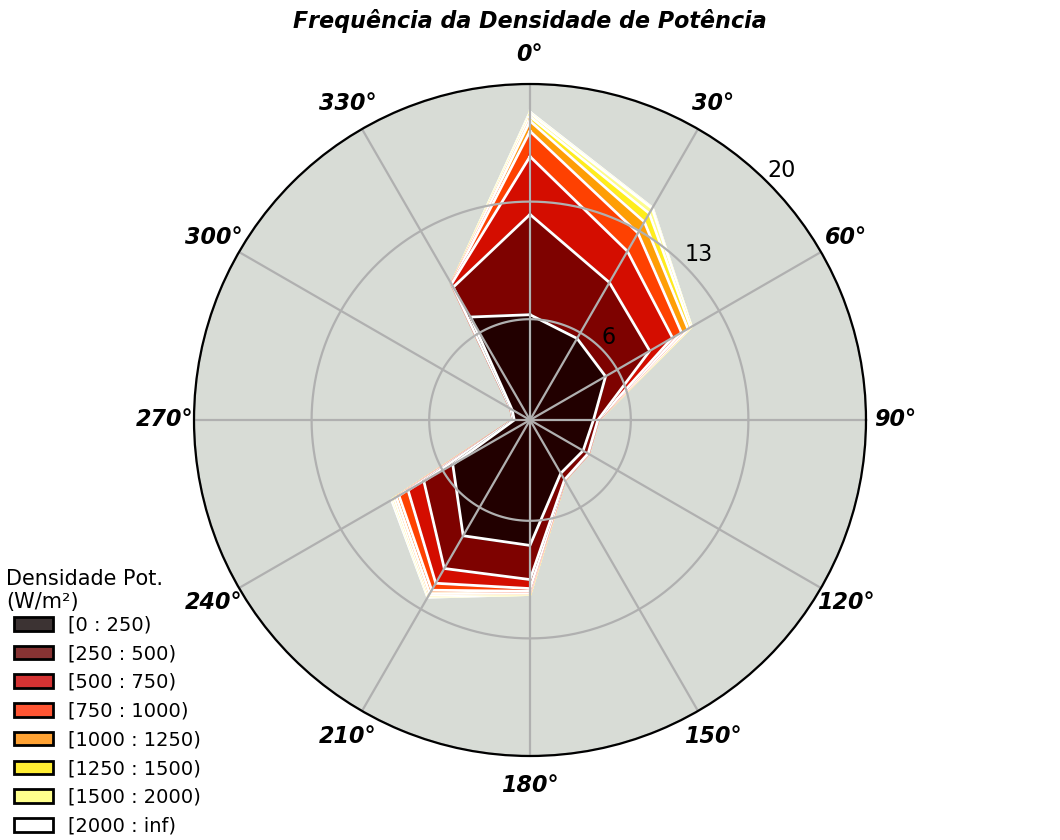 Frequência da Densidade de Potência
0°
330°
30°
20
300°
60°
13
6
270°
90°
240°
120°
210°
150°
180°
Densidade Pot.
(W/m²)
[0 : 250)
[250 : 500)
[500 : 750)
[750 : 1000)
[1000 : 1250)
[1250 : 1500)
[1500 : 2000)
[2000 : inf)